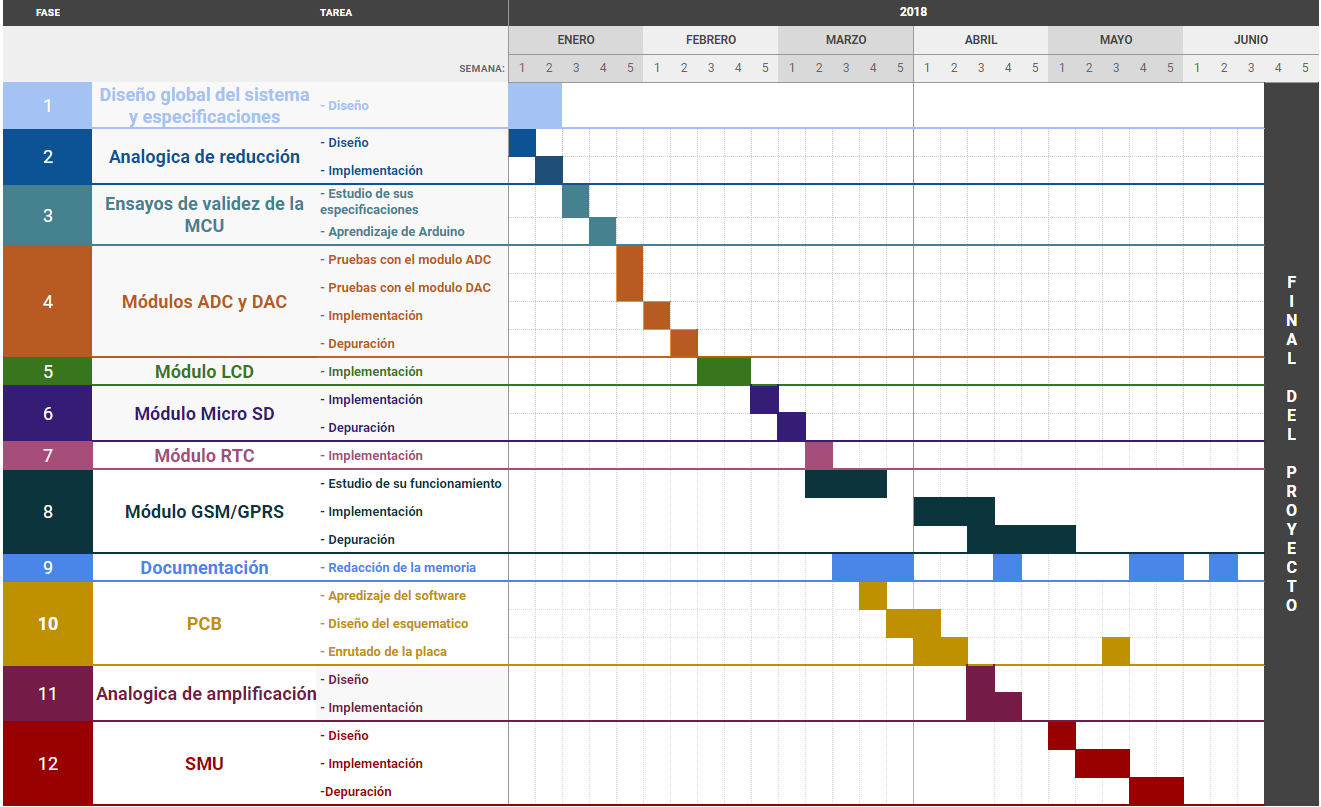 FASE TAREA 2018
ENERO FEBRERO MARZO ABRIL MAYO JUNIO
SEMANA: 1 2 3 4 5 1 2 3 4 5 1 2 3 4 5 1 2 3 4 5 1 2 3 4 5 1 2 3 4 5
1 Diseño global del sistema y especificaciones - Diseño
2 Analogica de reducción - Diseño
- Implementación
3 Ensayos de validez de la MCU - Estudio de sus especificaciones
- Aprendizaje de Arduino
4 Módulos ADC y DAC - Pruebas con el modulo ADC
- Pruebas con el modulo DAC
- Implementación
- Depuración
5 Módulo LCD - Implementación
6 Módulo Micro SD - Implementación
- Depuración
7 Módulo RTC - Implementación
8 Módulo GSM/GPRS - Estudio de su funcionamiento
- Implementación
- Depuración
9 Documentación - Redacción de la memoria
10 PCB - Apredizaje del software
- Diseño del esquematico
- Enrutado de la placa
11 Analogica de amplificación - Diseño
- Implementación
12 SMU - Diseño
- Implementación
-Depuración
FINAL DEL PROYECTO